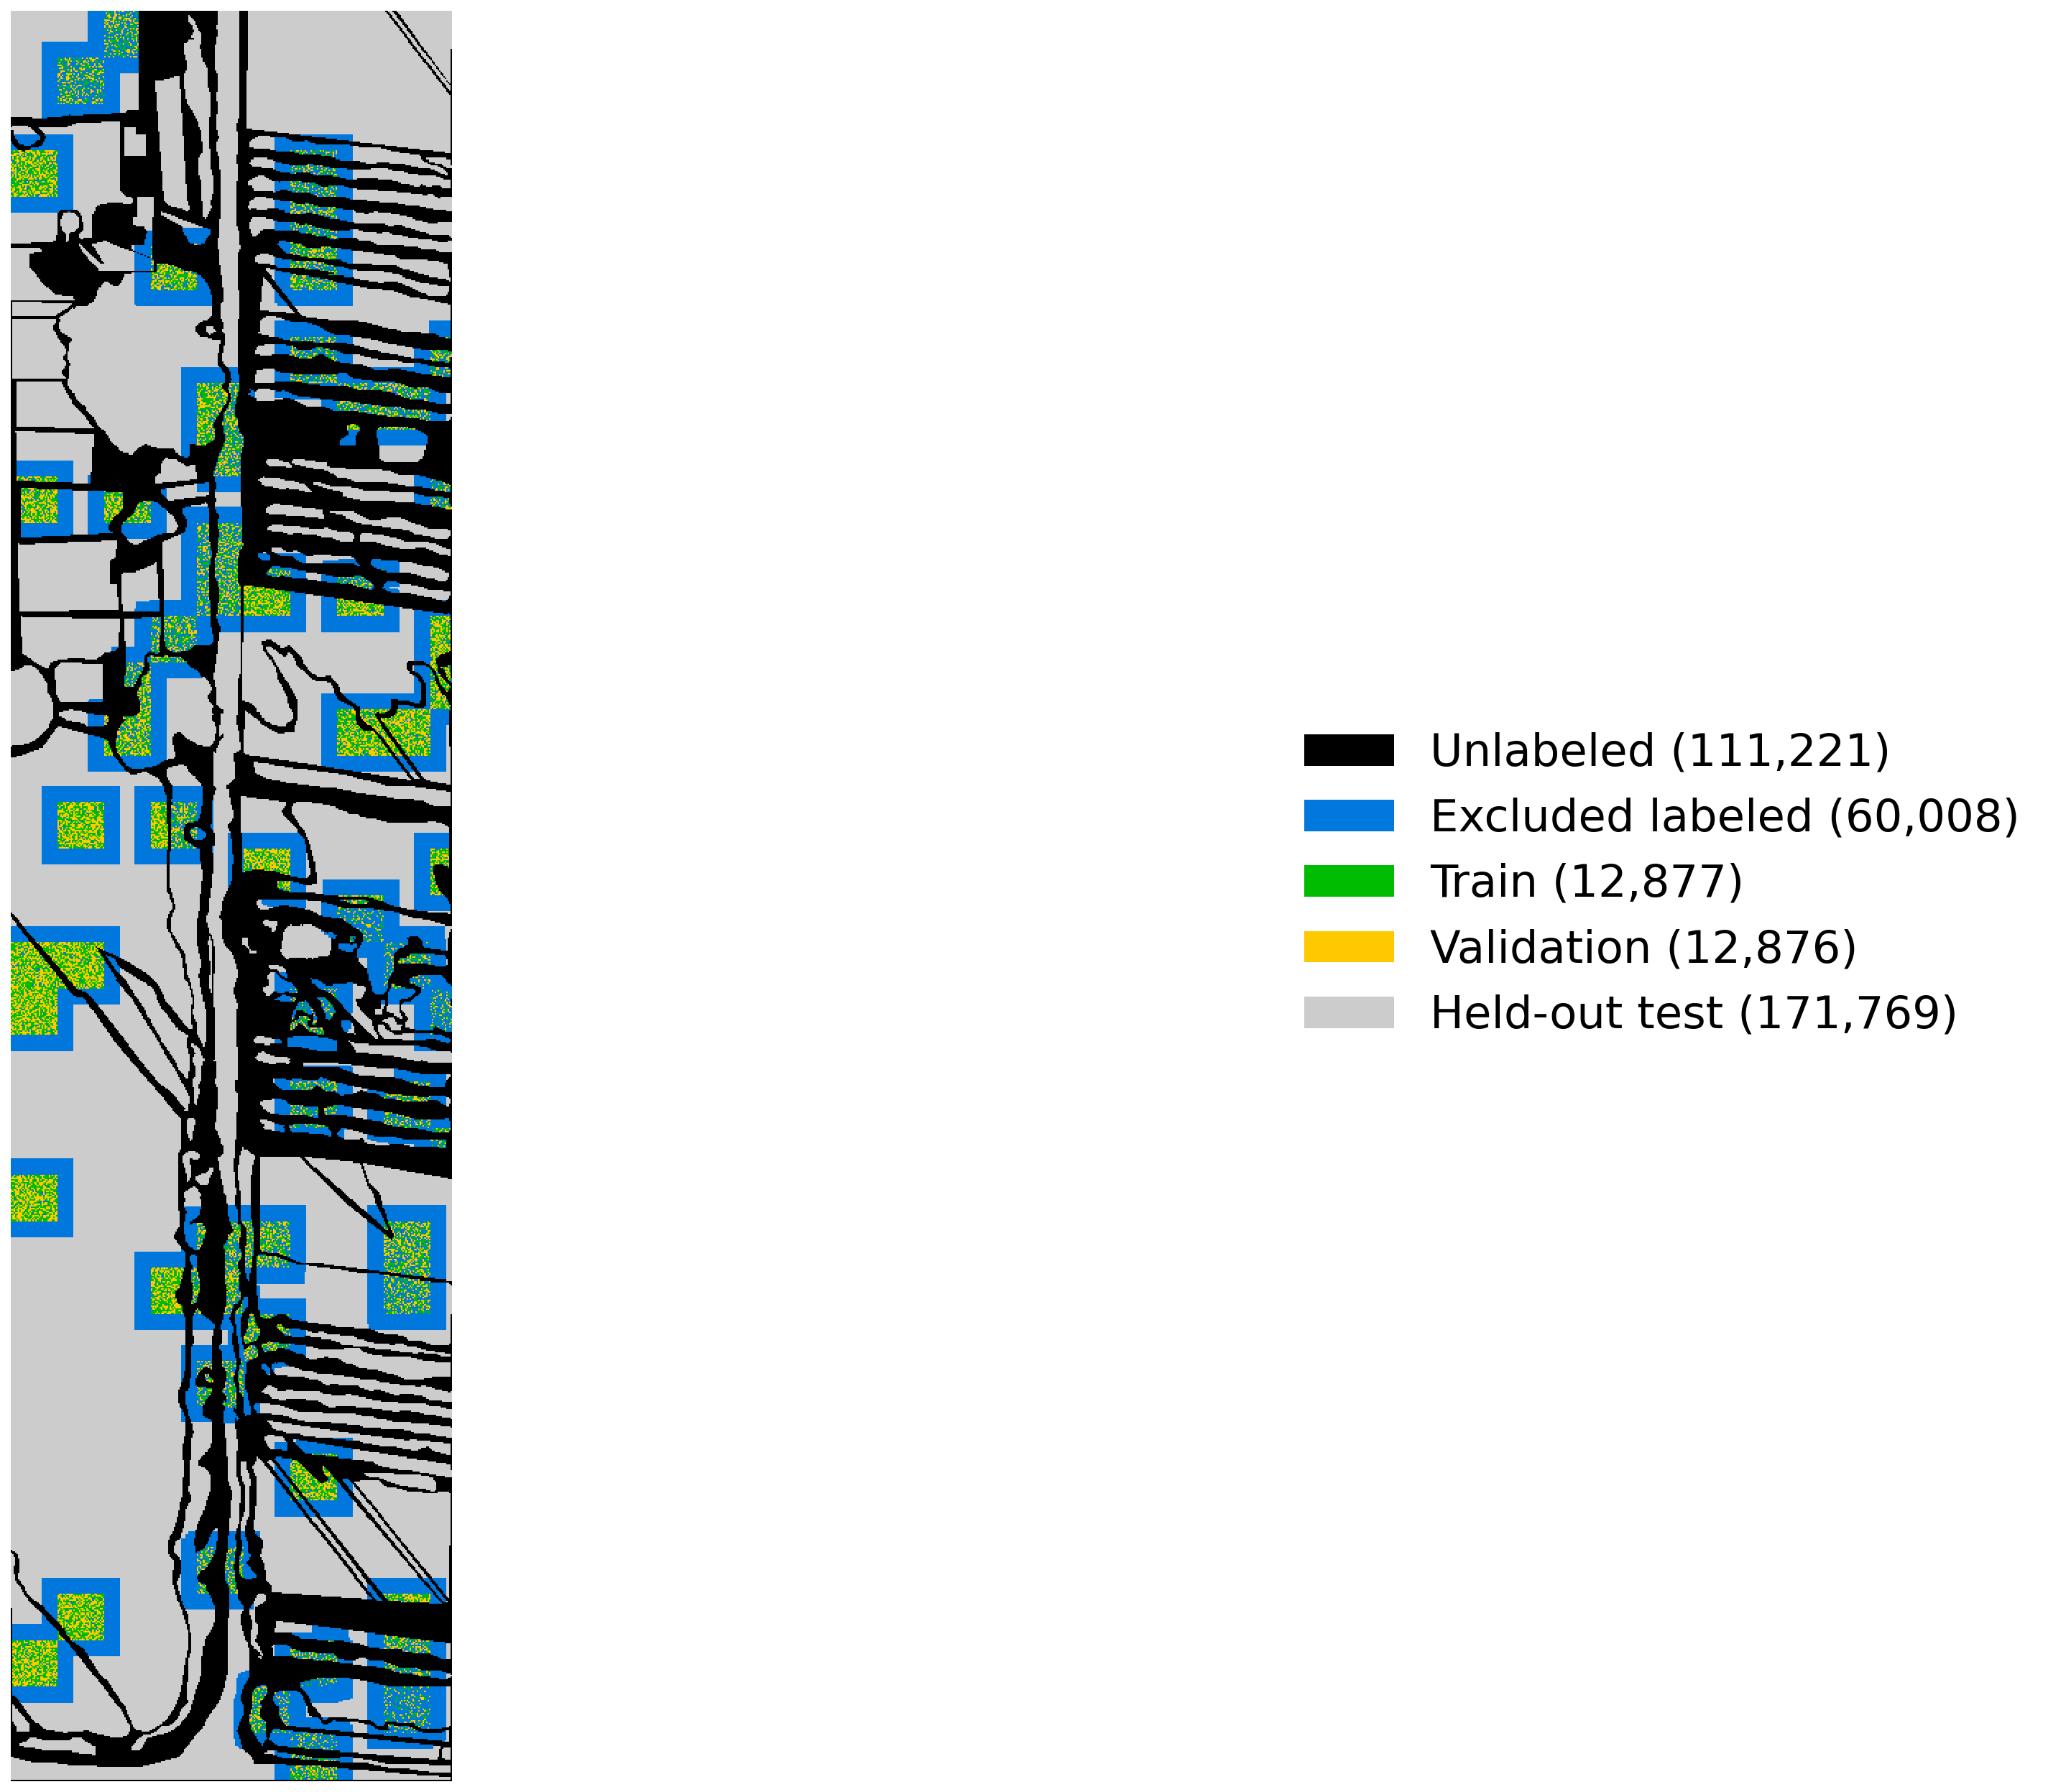 Unlabeled (111,221)
Excluded labeled (60,008)
Train (12,877)
Validation (12,876)
Held-out test (171,769)